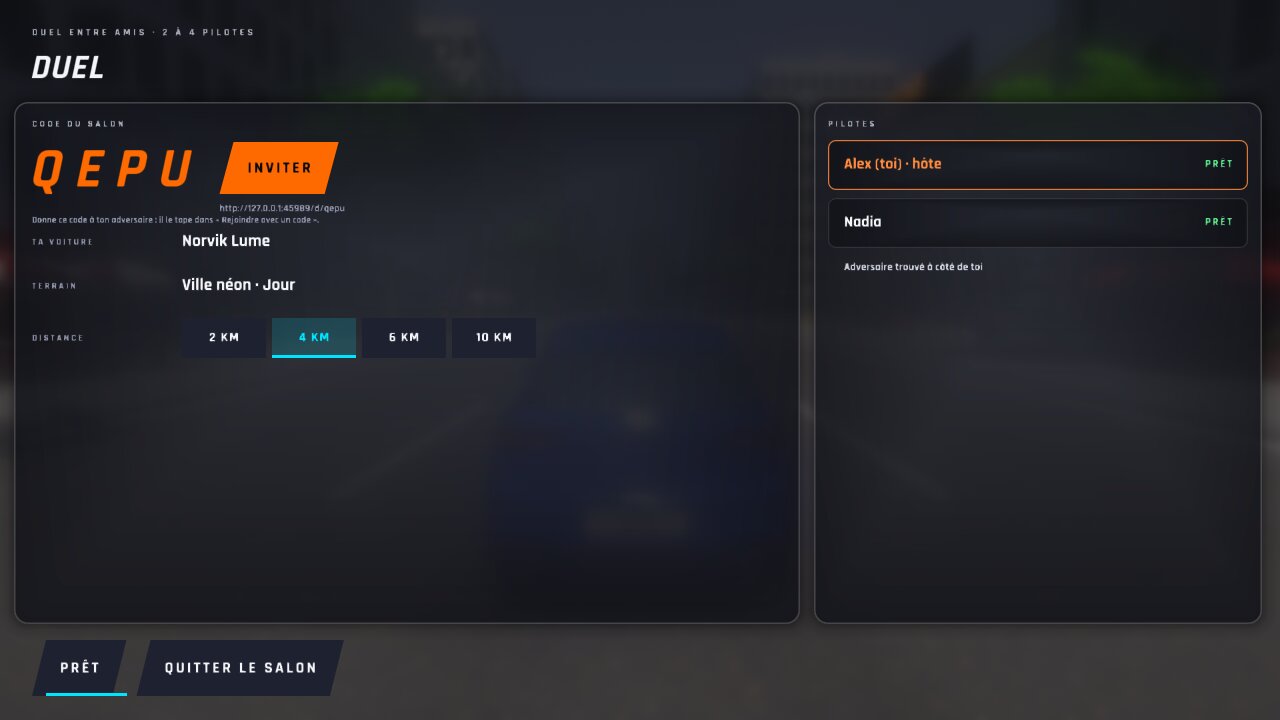 DUEL ENTRE AMIS · 2 À 4 PILOTES
DUEL
CODE DU SALON
QEPU
INVITER
http://127.0.0.1:45989/d/qepu
Donne ce code à ton adversaire : il le tape dans « Rejoindre avec un code ».
TA VOITURE
Norvik Lume
TERRAIN
Ville néon · Jour
DISTANCE
2 KM
4 KM
6 KM
10 KM
PILOTES
Alex (toi) · hôte
PRÊT
Nadia
PRÊT
Adversaire trouvé à côté de toi
PRÊT
QUITTER LE SALON